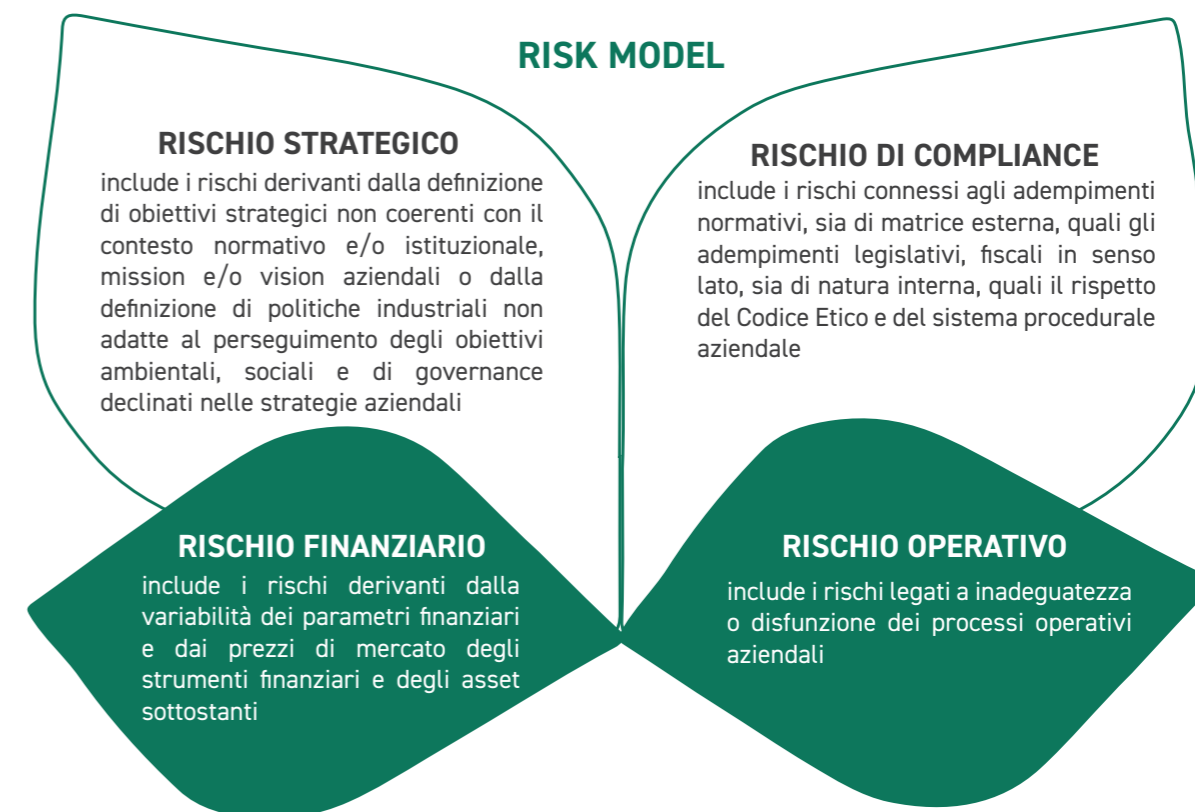 RISK MODEL
RISCHIO STRATEGICO
include i rischi derivanti dalla definizione
di obiettivi strategici non coerenti con il
contesto normativo e/o istituzionale,
mission e/o vision aziendali o dalla
definizione di politiche industriali non
adatte al perseguimento degli obiettivi
ambientali, sociali e di governance
declinati nelle strategie aziendali
RISCHIO DI COMPLIANCE
include i rischi connessi agli adempimenti
normativi, sia di matrice esterna, quali gli
adempimenti legislativi, fiscali in senso
lato, sia di natura interna, quali il rispetto
del Codice Etico e del sistema procedurale
aziendale
RISCHIO FINANZIARIO
include i rischi derivanti dalla
variabilità dei parametri finanziari
e dai prezzi di mercato degli
strumenti finanziari e degli asset
sottostanti
RISCHIO OPERATIVO
include i rischi legati a inadeguatezza
o disfunzione dei processi operativi
aziendali